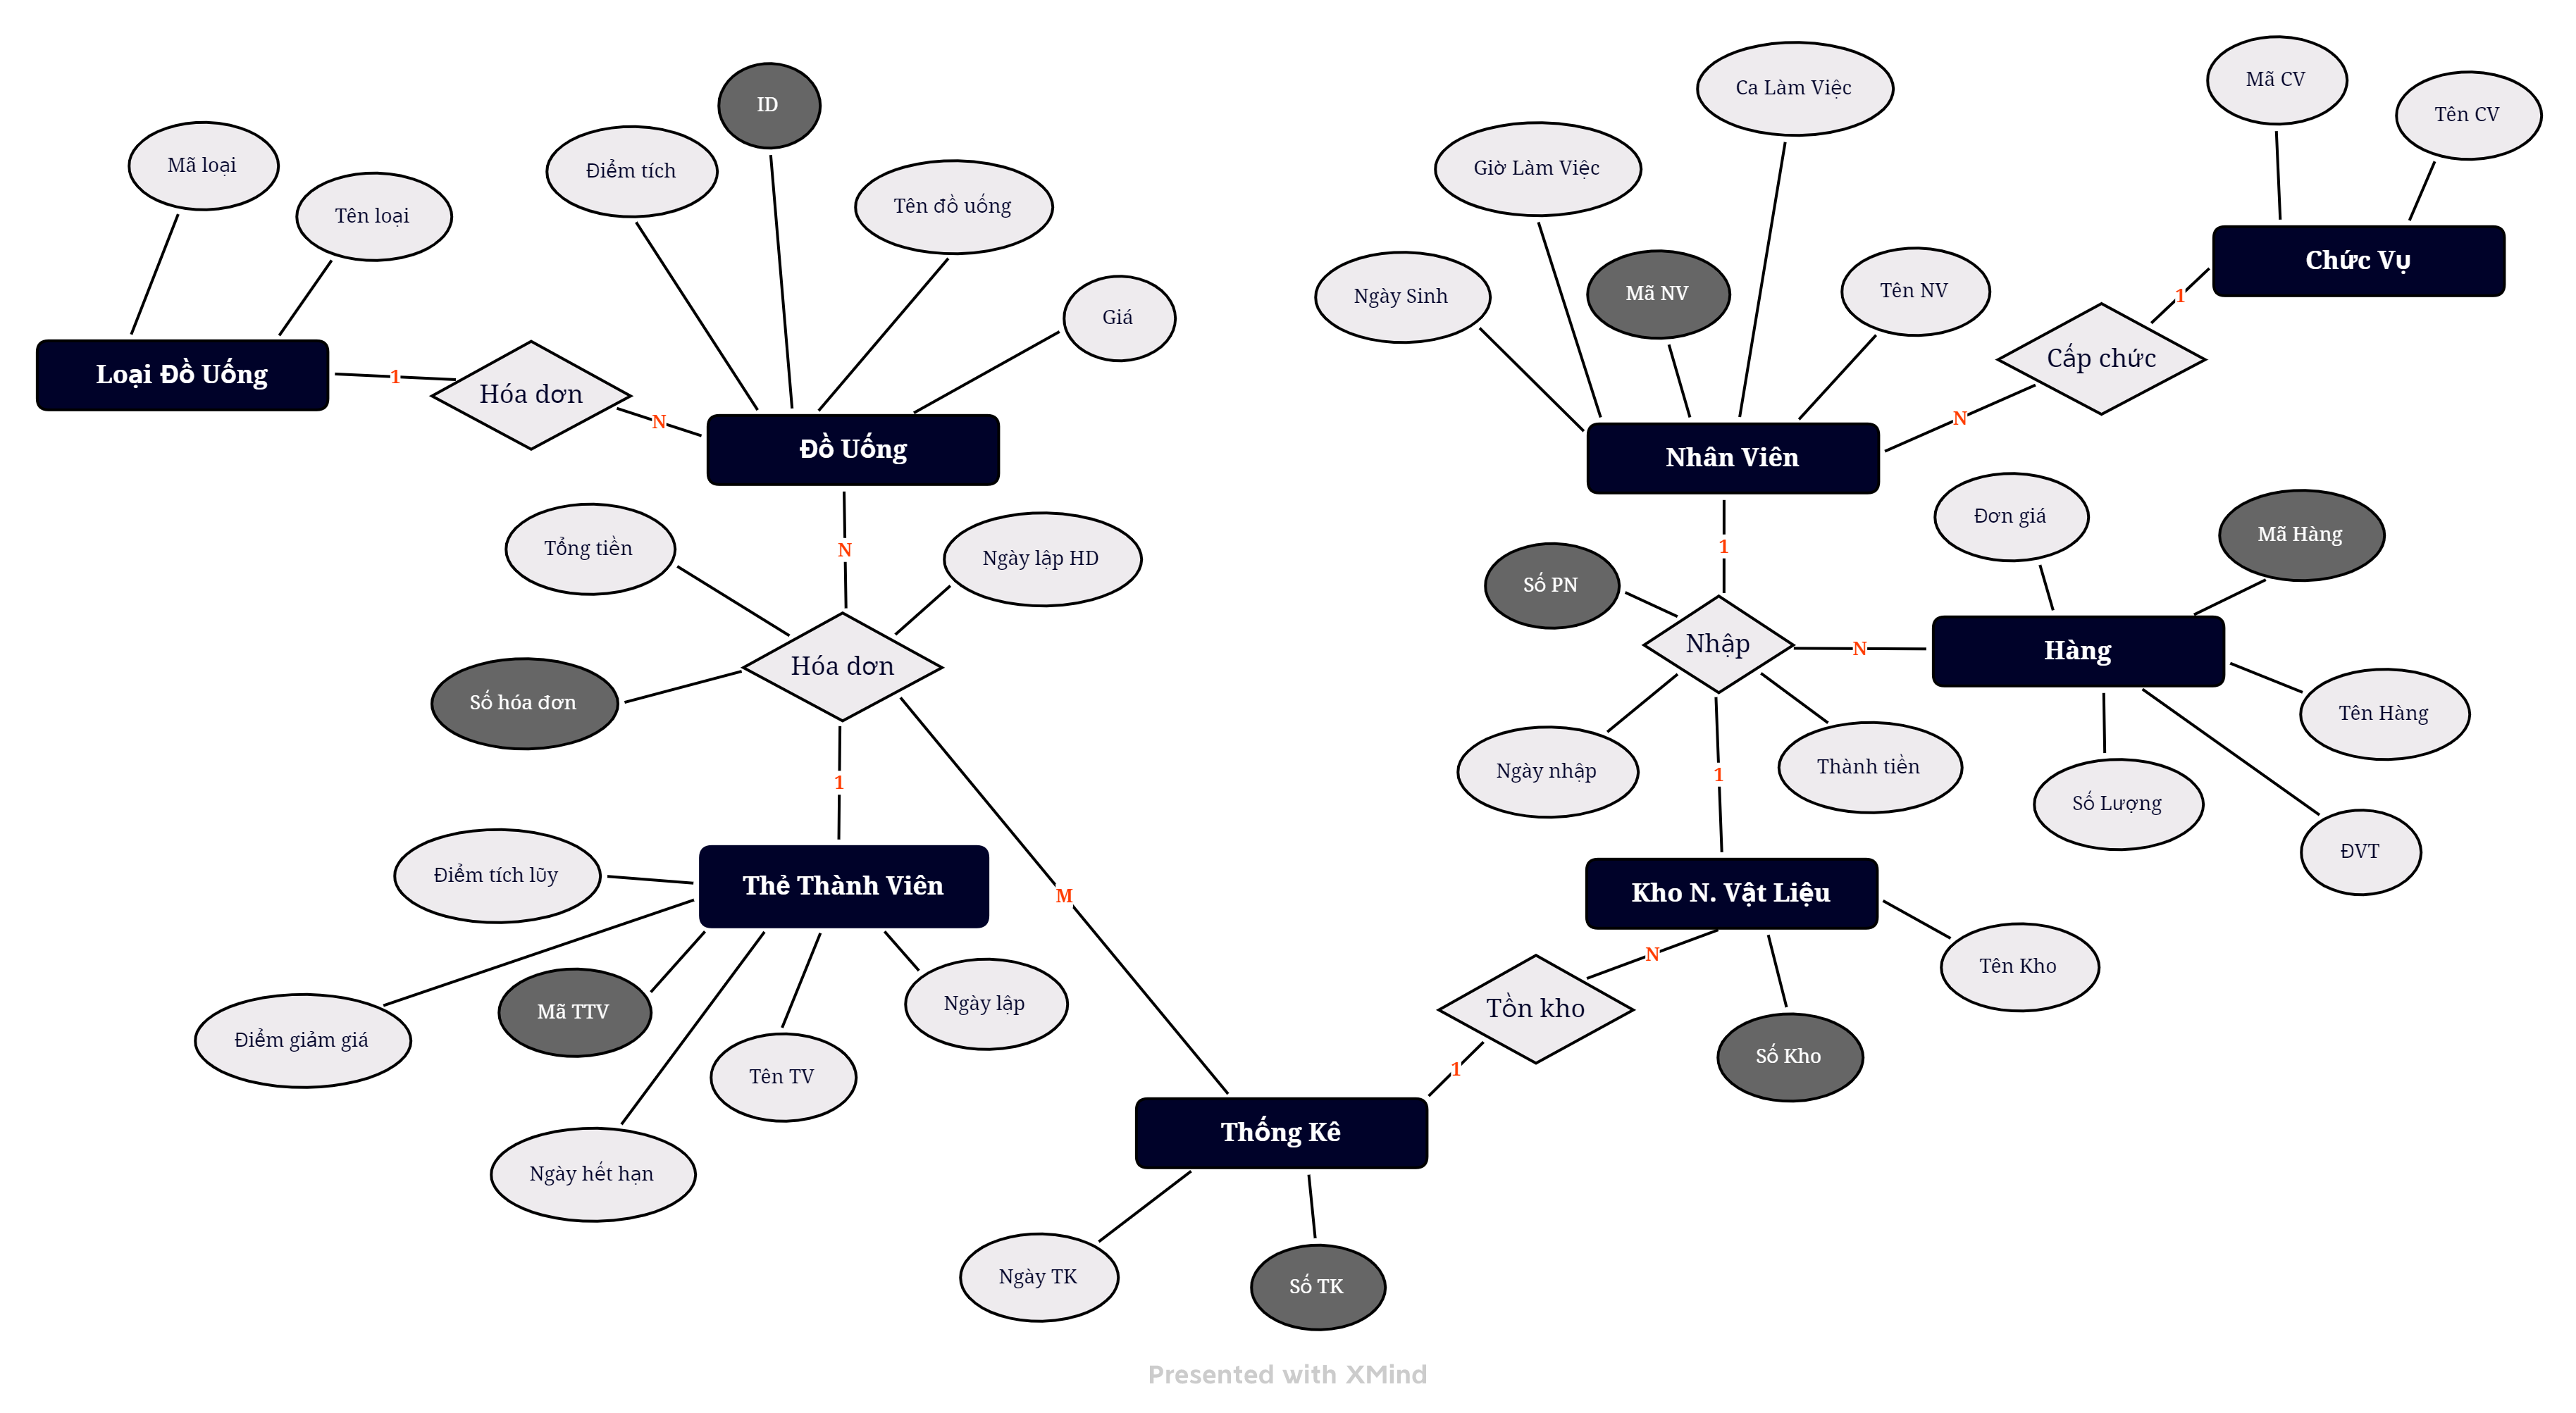 Mã loại
Tên loại
Loại Đồ Uống
1
Hóa dơn
N
Điểm tích
ID
Tên đồ uống
Giá
Đồ Uống
N
Tổng tiền
Ngày lập HD
Hóa dơn
Số hóa đơn
1
M
Thẻ Thành Viên
Điểm tích lũy
Điểm giảm giá
Mã TTV
Ngày hết hạn
Tên TV
Ngày lập
Ca Làm Việc
Giờ Làm Việc
Ngày Sinh
Mã NV
Tên NV
Nhân Viên
Mã CV
Tên CV
Chức Vụ
1
Cấp chức
N
1
Số PN
Nhập
N
Ngày nhập
1
Thành tiền
Đơn giá
Mã Hàng
Hàng
Tên Hàng
Số Lượng
ĐVT
Kho N. Vật Liệu
Tên Kho
Số Kho
N
Tồn kho
1
Thống Kê
Ngày TK
Số TK
Presented with XMind